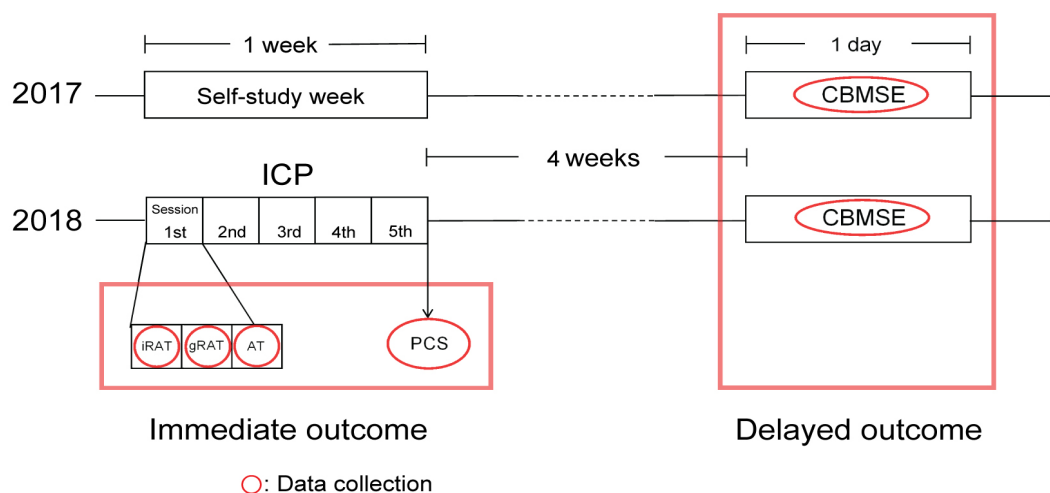 1 week
1 day
2017
Self-study week
CBMSE
4 weeks
ICP
2018
Session
1st
2nd
3rd
4th
5th
CBMSE
iRAT
gRAT
AT
PCS
Immediate outcome
Delayed outcome
: Data collection